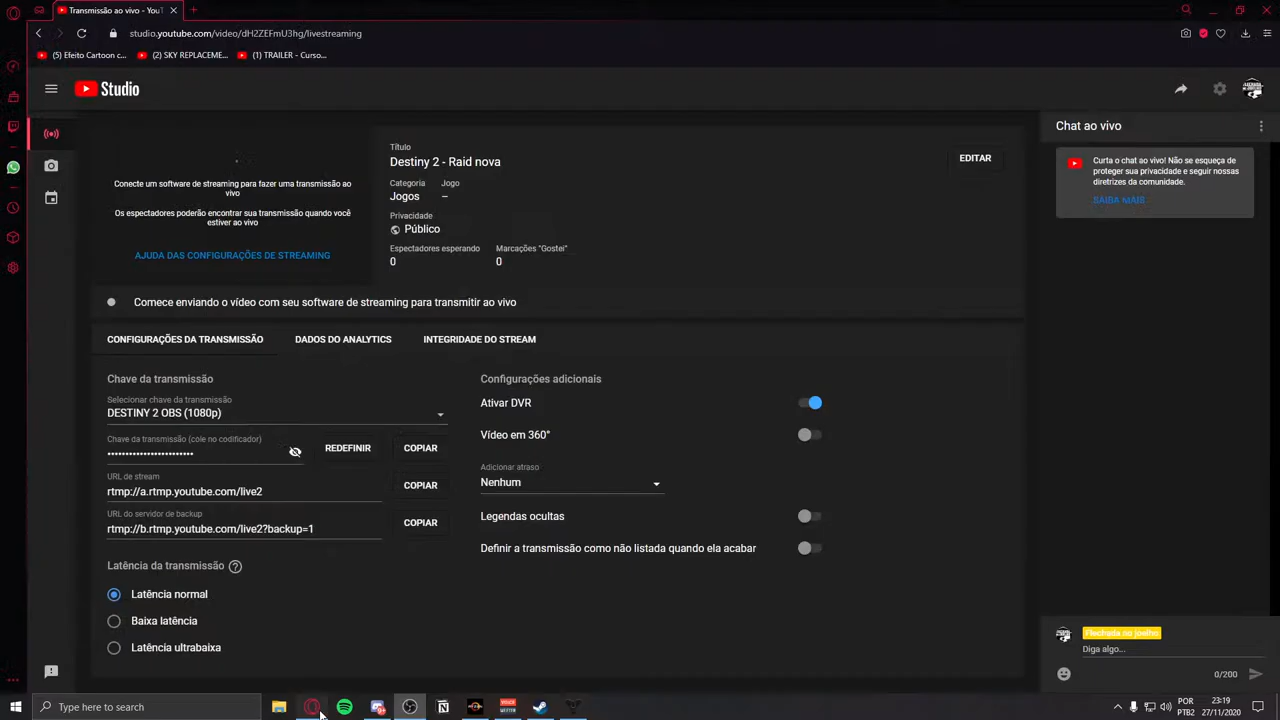 Transmissão ao vivo - YouT
studio.youtube.com/video/dH2ZEFmU3hg/livestreaming
(5) Efeito Cartoon c...
(2) SKY REPLACEME...
(1) TRAILER - Curso...
Studio
Conecte um software de streaming para fazer uma transmissão ao
vivo
Os espectadores poderão encontrar sua transmissão quando você
estiver ao vivo
AJUDA DAS CONFIGURAÇÕES DE STREAMING
Título
Destiny 2 - Raid nova
EDITAR
Categoria Jogo
Jogos –
Privacidade
Público
Espectadores esperando Marcações "Gostei"
0 0
Comece enviando o vídeo com seu software de streaming para transmitir ao vivo
CONFIGURAÇÕES DA TRANSMISSÃO DADOS DO ANALYTICS INTEGRIDADE DO STREAM
Chave da transmissão
Selecionar chave da transmissão
DESTINY 2 OBS (1080p)
Chave da transmissão (cole no codificador)
REDEFINIR COPIAR
URL de stream
rtmp://a.rtmp.youtube.com/live2
COPIAR
URL do servidor de backup
rtmp://b.rtmp.youtube.com/live2?backup=1
COPIAR
Latência da transmissão
Latência normal
Baixa latência
Latência ultrabaixa
Configurações adicionais
Ativar DVR
Vídeo em 360°
Adicionar atraso
Nenhum
Legendas ocultas
Definir a transmissão como não listada quando ela acabar
Chat ao vivo
Curta o chat ao vivo! Não se esqueça de
proteger sua privacidade e seguir nossas
diretrizes da comunidade.
SAIBA MAIS
Flechada no joelho
Diga algo...
0/200
Type here to search
POR
PTB2
23:19
27/11/2020